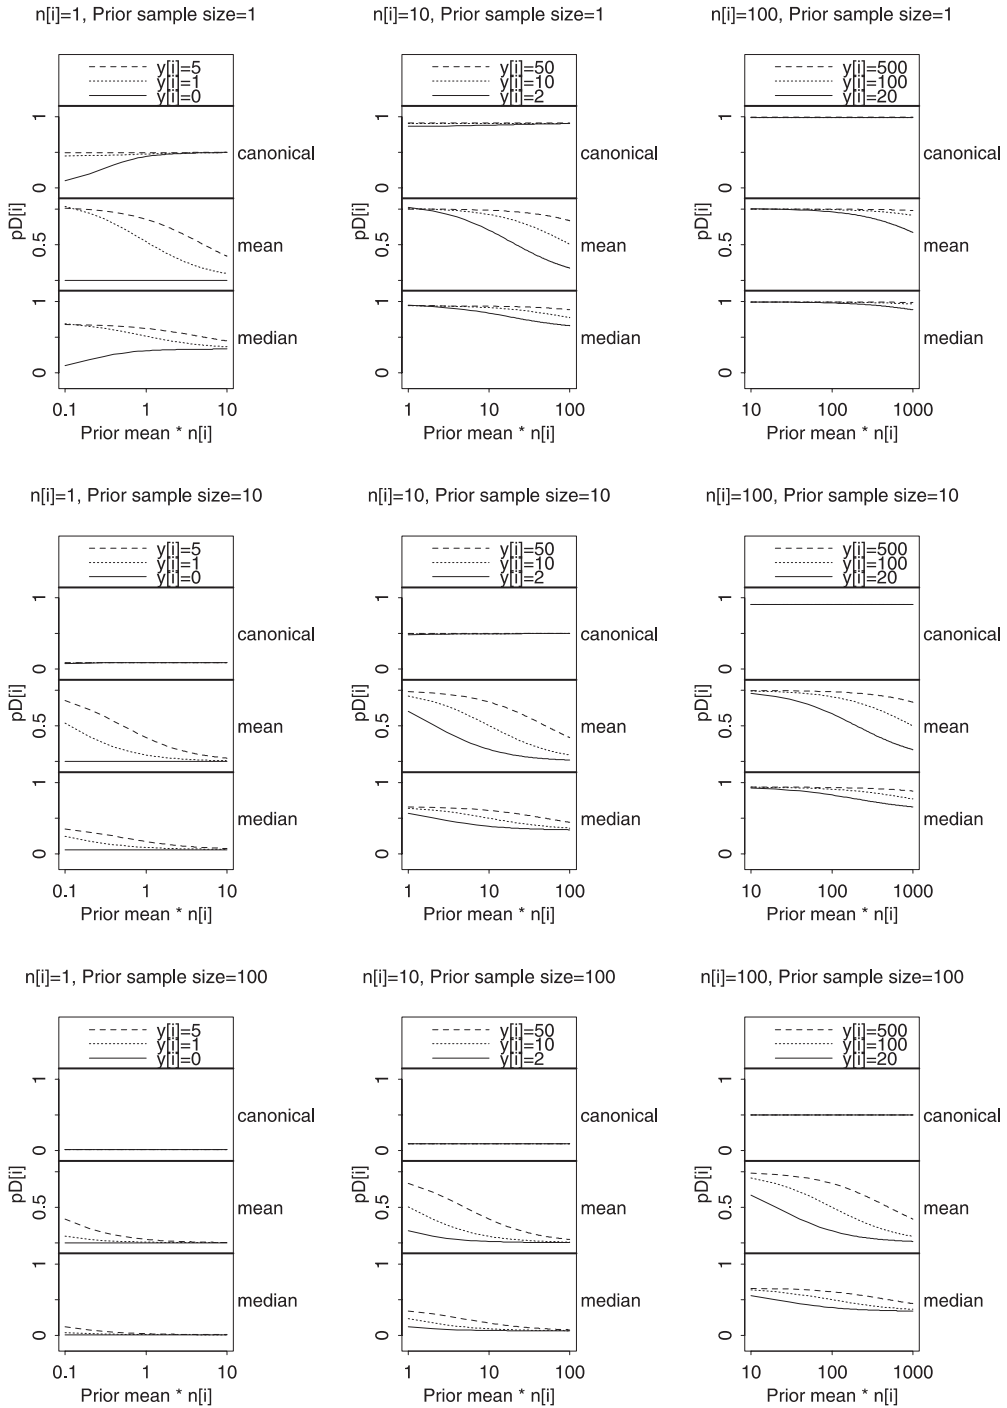 n[i]=1, Prior sample size=1
y[i]=5
y[i]=1
y[i]=0
canonical
mean
median
pD[i]
0 1
0.5
0 1
0.1 1 10
Prior mean * n[i]
n[i]=10, Prior sample size=1
y[i]=50
y[i]=10
y[i]=2
canonical
mean
median
pD[i]
0 1
0.5
0 1
1 10 100
Prior mean * n[i]
n[i]=100, Prior sample size=1
y[i]=500
y[i]=100
y[i]=20
canonical
mean
median
pD[i]
0 1
0.5
0 1
10 100 1000
Prior mean * n[i]
n[i]=1, Prior sample size=10
y[i]=5
y[i]=1
y[i]=0
canonical
mean
median
pD[i]
0 1
0.5
0 1
0.1 1 10
Prior mean * n[i]
n[i]=10, Prior sample size=10
y[i]=50
y[i]=10
y[i]=2
canonical
mean
median
pD[i]
0 1
0.5
0 1
1 10 100
Prior mean * n[i]
n[i]=100, Prior sample size=10
y[i]=500
y[i]=100
y[i]=20
canonical
mean
median
pD[i]
0 1
0.5
0 1
10 100 1000
Prior mean * n[i]
n[i]=1, Prior sample size=100
y[i]=5
y[i]=1
y[i]=0
canonical
mean
median
pD[i]
0 1
0.5
0 1
0.1 1 10
Prior mean * n[i]
n[i]=10, Prior sample size=100
y[i]=50
y[i]=10
y[i]=2
canonical
mean
median
pD[i]
0 1
0.5
0 1
1 10 100
Prior mean * n[i]
n[i]=100, Prior sample size=100
y[i]=500
y[i]=100
y[i]=20
canonical
mean
median
pD[i]
0 1
0.5
0 1
10 100 1000
Prior mean * n[i]